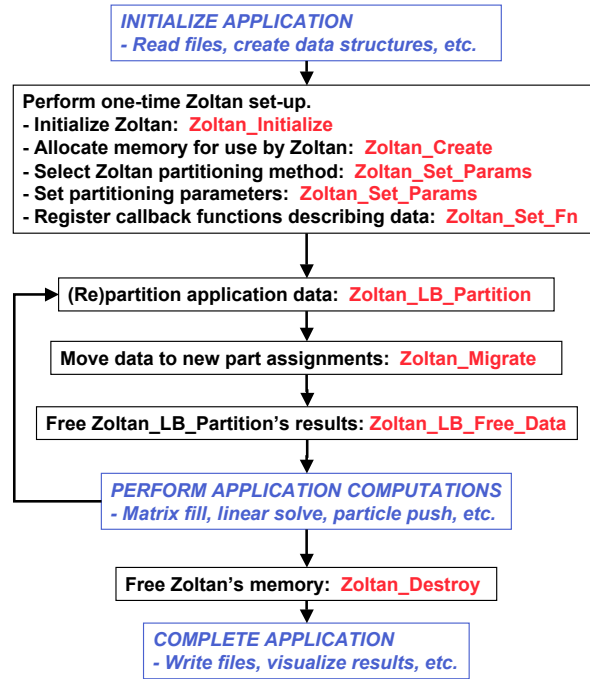 INITIALIZE APPLICATION
- Read files, create data structures, etc.
Perform one-time Zoltan set-up.
- Initialize Zoltan: Zoltan_Initialize
- Allocate memory for use by Zoltan: Zoltan_Create
- Select Zoltan partitioning method: Zoltan_Set_Params
- Set partitioning parameters: Zoltan_Set_Params
- Register callback functions describing data: Zoltan_Set_Fn
(Re)partition application data: Zoltan_LB_Partition
Move data to new part assignments: Zoltan_Migrate
Free Zoltan_LB_Partition's results: Zoltan_LB_Free_Data
PERFORM APPLICATION COMPUTATIONS
- Matrix fill, linear solve, particle push, etc.
Free Zoltan's memory: Zoltan_Destroy
COMPLETE APPLICATION
- Write files, visualize results, etc.